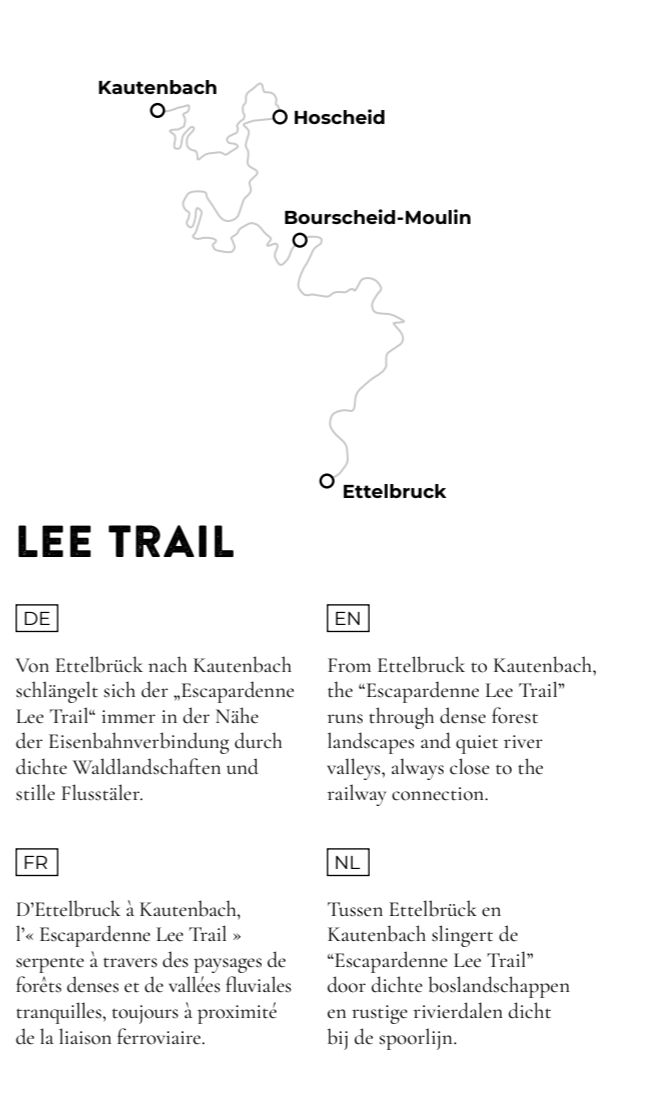 Kautenbach
Hoscheid
Bourscheid-Moulin
Ettelbruck
LEE TRAIL
DE
Von Ettelbrück nach Kautenbach
schlängelt sich der „Escapardenne
Lee Trail“ immer in der Nähe
der Eisenbahnverbindung durch
dichte Waldlandschaften und
stille Flusstäler.
EN
From Ettelbruck to Kautenbach,
the “Escapardenne Lee Trail”
runs through dense forest
landscapes and quiet river
valleys, always close to the
railway connection.
FR
D’Ettelbruck à Kautenbach,
l’« Escapardenne Lee Trail »
serpente à travers des paysages de
forêts denses et de vallées fluviales
tranquilles, toujours à proximité
de la liaison ferroviaire.
NL
Tussen Ettelbrück en
Kautenbach slingert de
“Escapardenne Lee Trail”
door dichte boslandschappen
en rustige rivierdalen dicht
bij de spoorlijn.